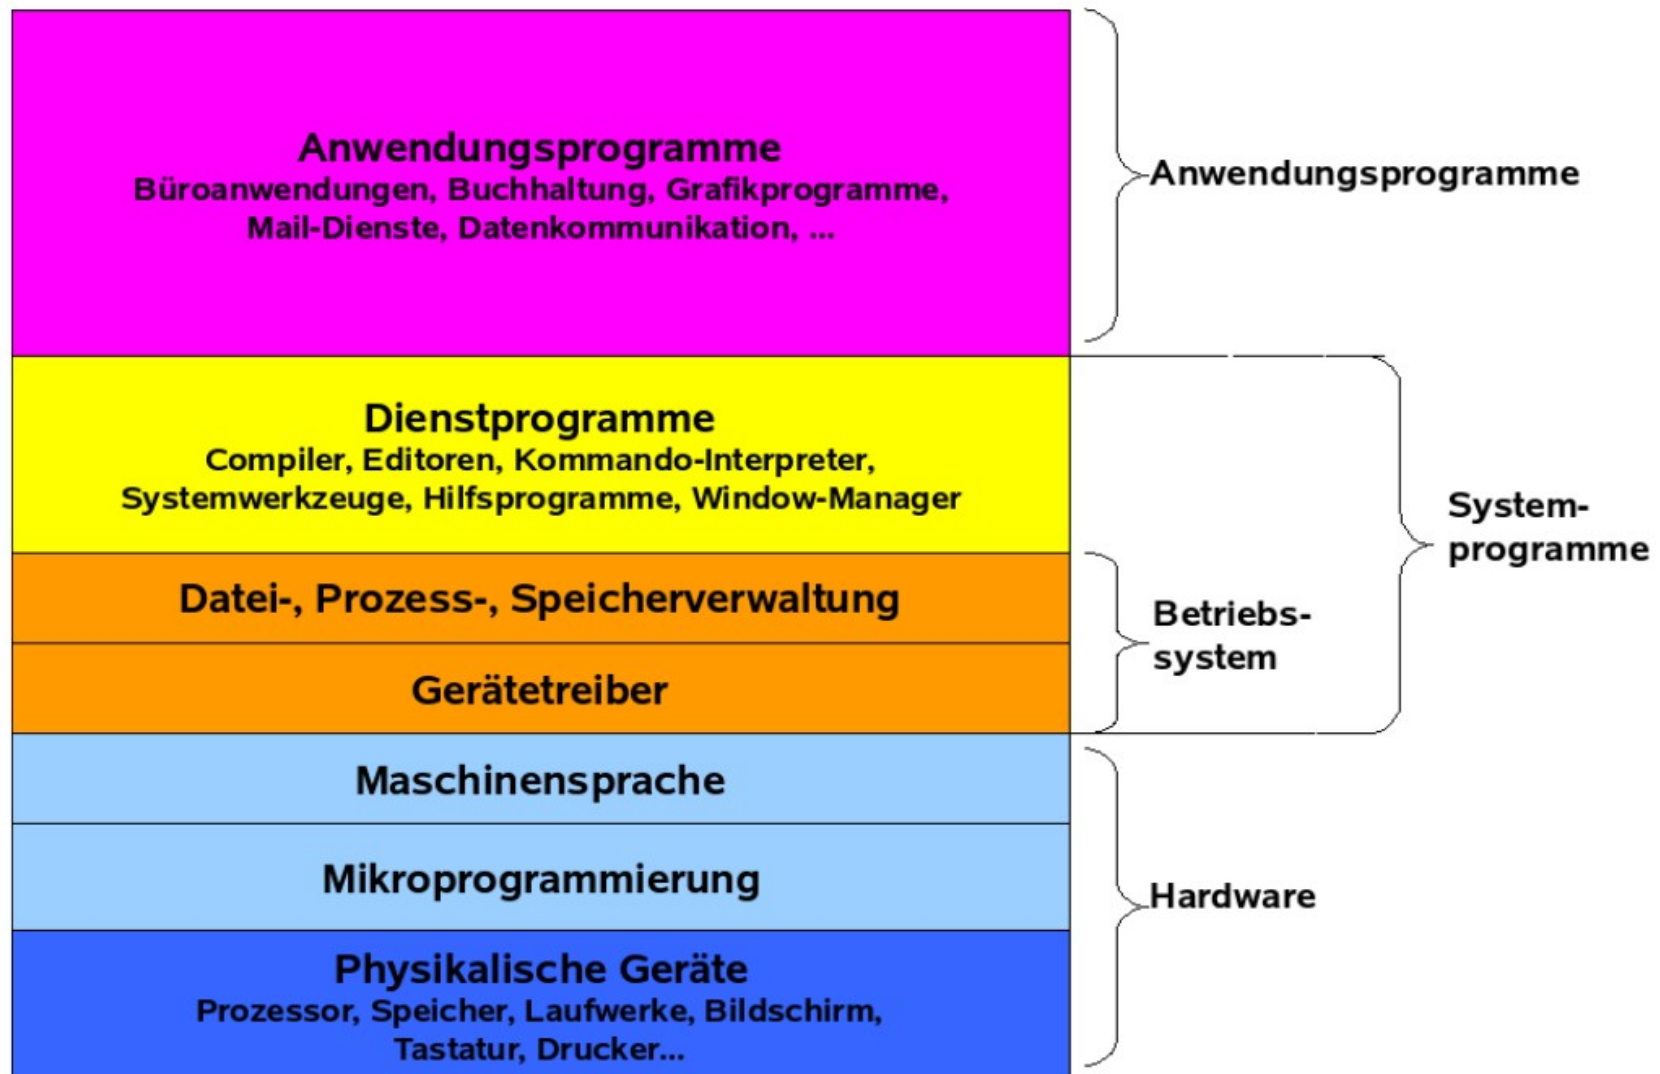 Anwendungsprogramme
Büroanwendungen, Buchhaltung, Grafikprogramme,
Mail-Dienste, Datenkommunikation, ...
Anwendungsprogramme
Dienstprogramme
Compiler, Editoren, Kommando-Interpreter,
Systemwerkzeuge, Hilfsprogramme, Window-Manager
System-
programme
Datei-, Prozess-, Speicherverwaltung
Gerätetreiber
Betriebs-
system
Maschinensprache
Mikroprogrammierung
Hardware
Physikalische Geräte
Prozessor, Speicher, Laufwerke, Bildschirm,
Tastatur, Drucker...